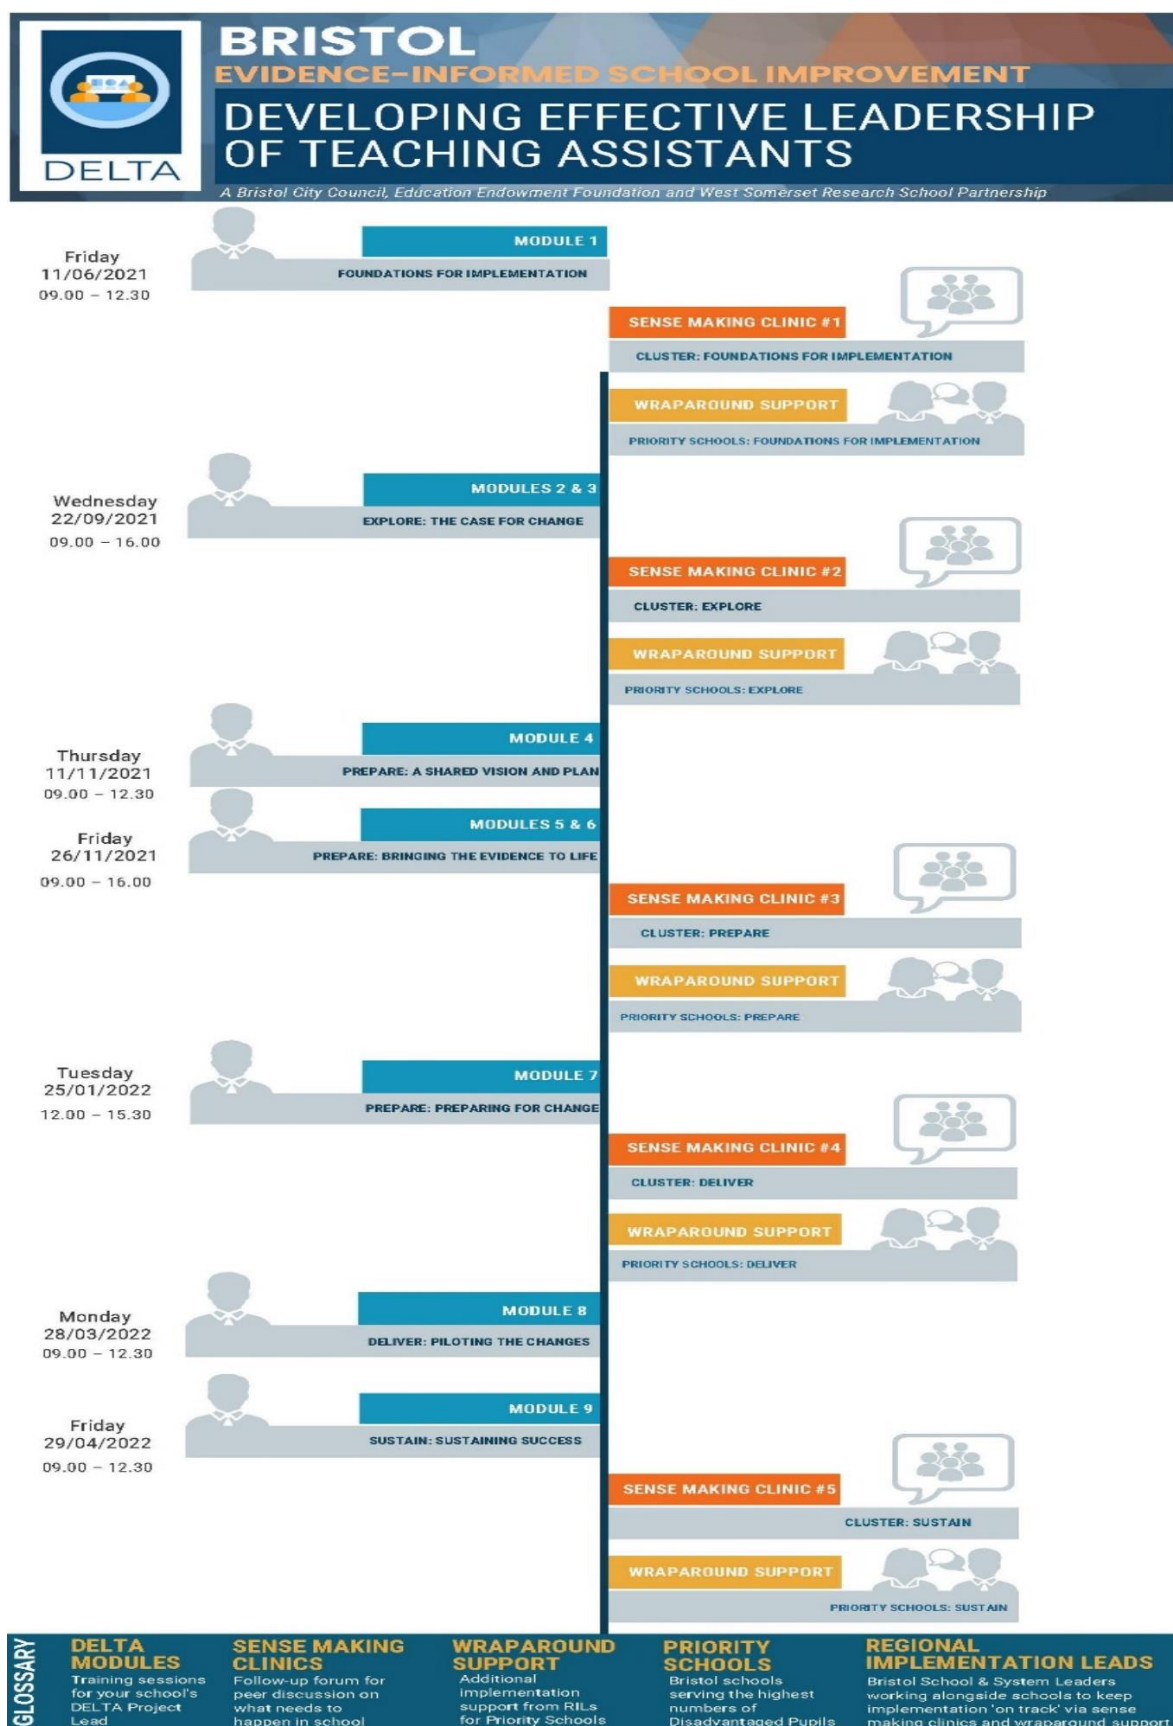 BRISTOL
EVIDENCE-INFORMED SCHOOL IMPROVEMENT
DEVELOPING EFFECTIVE LEADERSHIP
OF TEACHING ASSISTANTS
DELTA
A Bristol City Council, Education Endowment Foundation and West Somerset Research School Partnership
Friday
11/06/2021
09.00 – 12.30
MODULE 1
FOUNDATIONS FOR IMPLEMENTATION
SENSE MAKING CLINIC #1
CLUSTER: FOUNDATIONS FOR IMPLEMENTATION
WRAPAROUND SUPPORT
PRIORITY SCHOOLS: FOUNDATIONS FOR IMPLEMENTATION
Wednesday
22/09/2021
09.00 – 16.00
MODULES 2 & 3
EXPLORE: THE CASE FOR CHANGE
SENSE MAKING CLINIC #2
CLUSTER: EXPLORE
WRAPAROUND SUPPORT
PRIORITY SCHOOLS: EXPLORE
Thursday
11/11/2021
09.00 – 12.30
MODULE 4
PREPARE: A SHARED VISION AND PLAN
Friday
26/11/2021
09.00 – 16.00
MODULES 5 & 6
PREPARE: BRINGING THE EVIDENCE TO LIFE
SENSE MAKING CLINIC #3
CLUSTER: PREPARE
WRAPAROUND SUPPORT
PRIORITY SCHOOLS: PREPARE
Tuesday
25/01/2022
12.00 – 15.30
MODULE 7
PREPARE: PREPARING FOR CHANGE
SENSE MAKING CLINIC #4
CLUSTER: DELIVER
WRAPAROUND SUPPORT
PRIORITY SCHOOLS: DELIVER
Monday
28/03/2022
09.00 – 12.30
MODULE 8
DELIVER: PILOTING THE CHANGES
Friday
29/04/2022
09.00 – 12.30
MODULE 9
SUSTAIN: SUSTAINING SUCCESS
SENSE MAKING CLINIC #5
CLUSTER: SUSTAIN
WRAPAROUND SUPPORT
PRIORITY SCHOOLS: SUSTAIN
GLOSSARY
DELTA
MODULES
Training sessions
for your school's
DELTA Project
Lead
SENSE MAKING
CLINICS
Follow-up forum for
peer discussion on
what needs to
happen in school
WRAPAROUND
SUPPORT
Additional
implementation
support from RILs
for Priority Schools
PRIORITY
SCHOOLS
Bristol schools
serving the highest
numbers of
Disadvantaged Pupils
REGIONAL
IMPLEMENTATION LEADS
Bristol School & System Leaders
working alongside schools to keep
implementation 'on track' via sense
making clinics and wraparound support